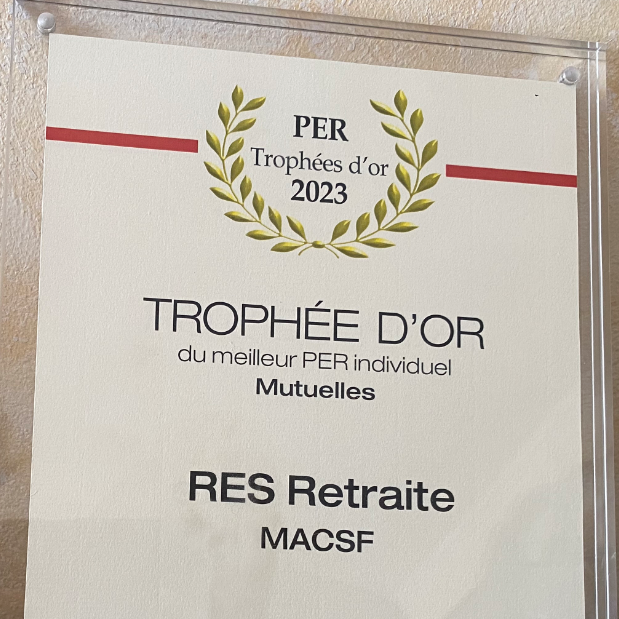 PER
Trophées d'or
2023
TROPHÉE D'OR
du meilleur PER individuel
Mutuelles
RES Retraite
MACSF